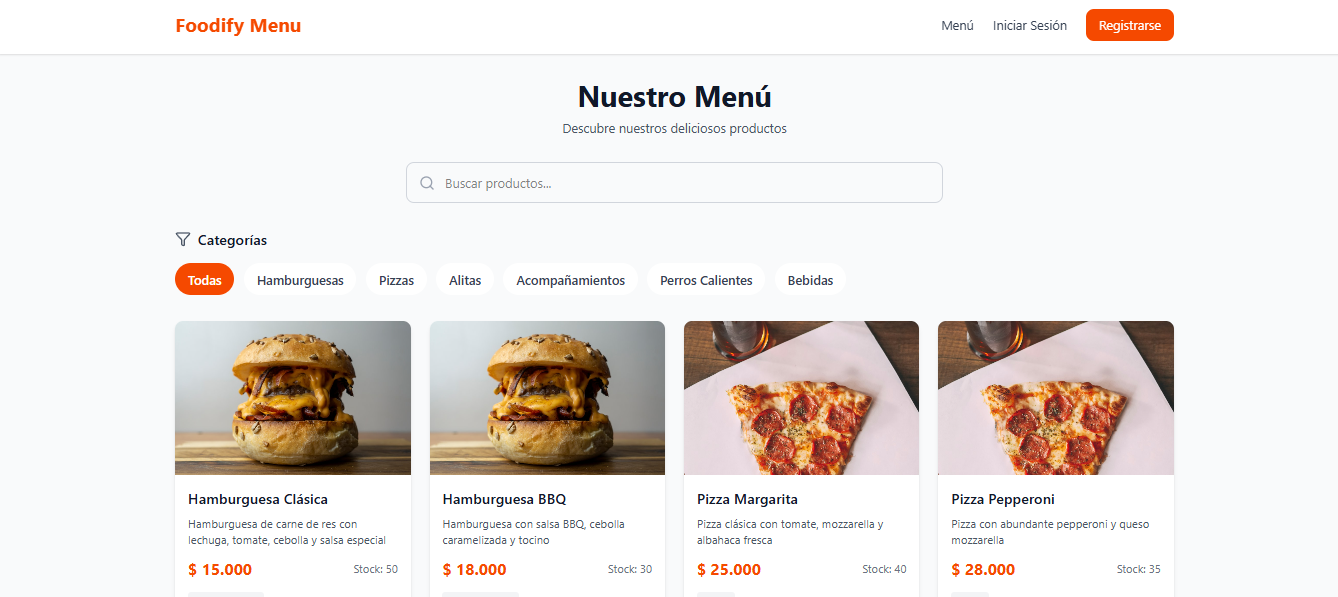 Foodify Menu
Menú
Iniciar Sesión
Registrarse
Nuestro Menú
Descubre nuestros deliciosos productos
Buscar productos...
Categorías
Todas
Hamburguesas
Pizzas
Alitas
Acompañamientos
Perros Calientes
Bebidas
Hamburguesa Clásica
Hamburguesa de carne de res con
lechuga, tomate, cebolla y salsa especial
$ 15.000
Stock: 50
Hamburguesa BBQ
Hamburguesa con salsa BBQ, cebolla
caramelizada y tocino
$ 18.000
Stock: 30
Pizza Margarita
Pizza clásica con tomate, mozzarella y
albahaca fresca
$ 25.000
Stock: 40
Pizza Pepperoni
Pizza con abundante pepperoni y queso
mozzarella
$ 28.000
Stock: 35